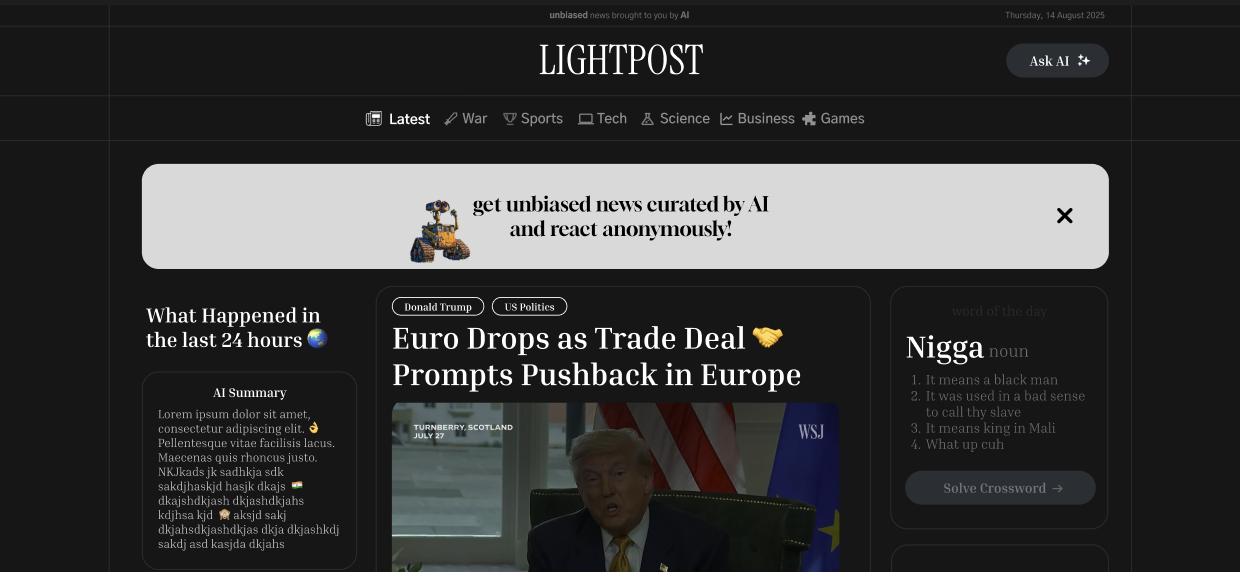 unbiased news brought to you by AI
Thursday, 14 August 2025
LIGHTPOST
Ask AI
Latest War Sports Tech Science Business Games
get unbiased news curated by AI
and react anonymously!
What Happened in
the last 24 hours 🌏
AI Summary
Lorem ipsum dolor sit amet,
consectetur adipiscing elit. 👌
Pellentesque vitae facilisis lacus.
Maecenas quis rhoncus justo.
NKJkads jk sadhkja sdk
sakdjhaskjd hasjk dkajs 🇮🇳
dkajshdkjash dkjashdkjahs
kdjhsa kjd 🙈 aksjd sakj
dkjahsdkjashdkjas dkja dkjashkdj
sakdj asd kasjda dkjahs
Donald Trump
US Politics
Euro Drops as Trade Deal 🤝
Prompts Pushback in Europe
TURNBERRY, SCOTLAND
JULY 27
WSJ
word of the day
Nigga noun
1. It means a black man
2. It was used in a bad sense
to call thy slave
3. It means king in Mali
4. What up cuh
Solve Crossword →